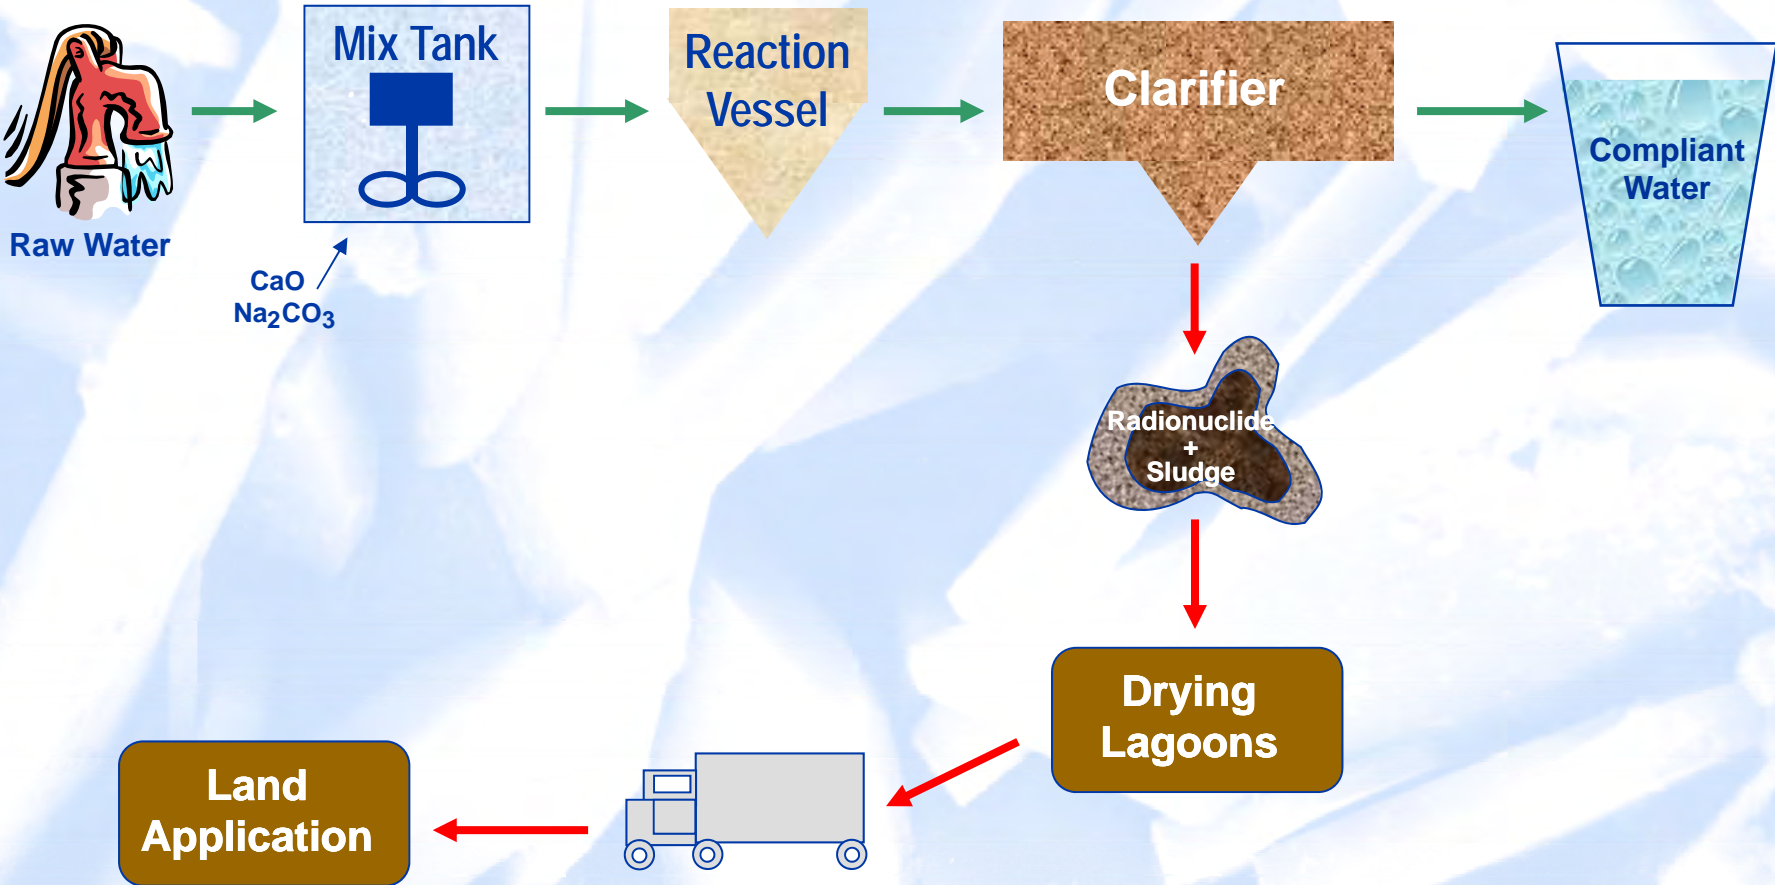 Raw Water
Mix Tank
CaO
Na₂CO₃
Reaction
Vessel
Clarifier
Compliant
Water
Radionuclide
+
Sludge
Drying
Lagoons
Land
Application